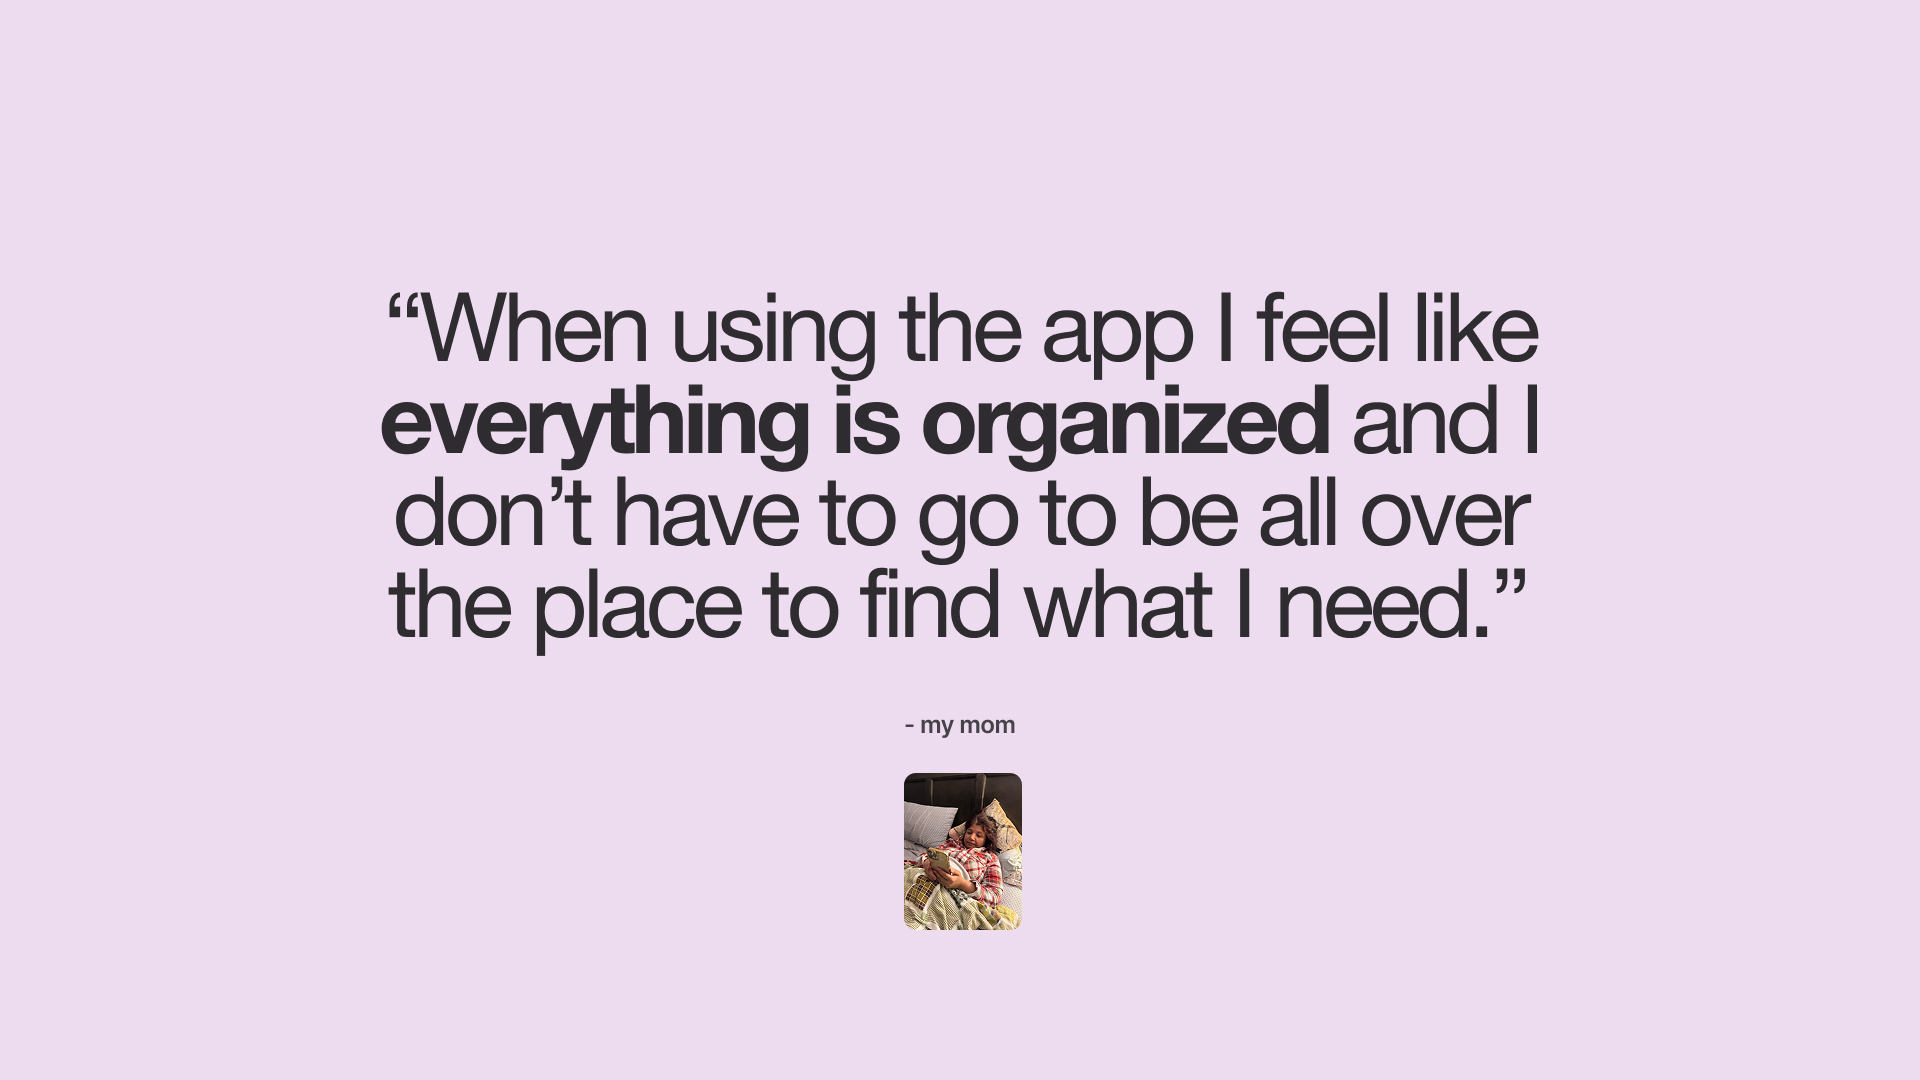 “When using the app I feel like
everything is organized and I
don’t have to go to be all over
the place to find what I need.”
- my mom